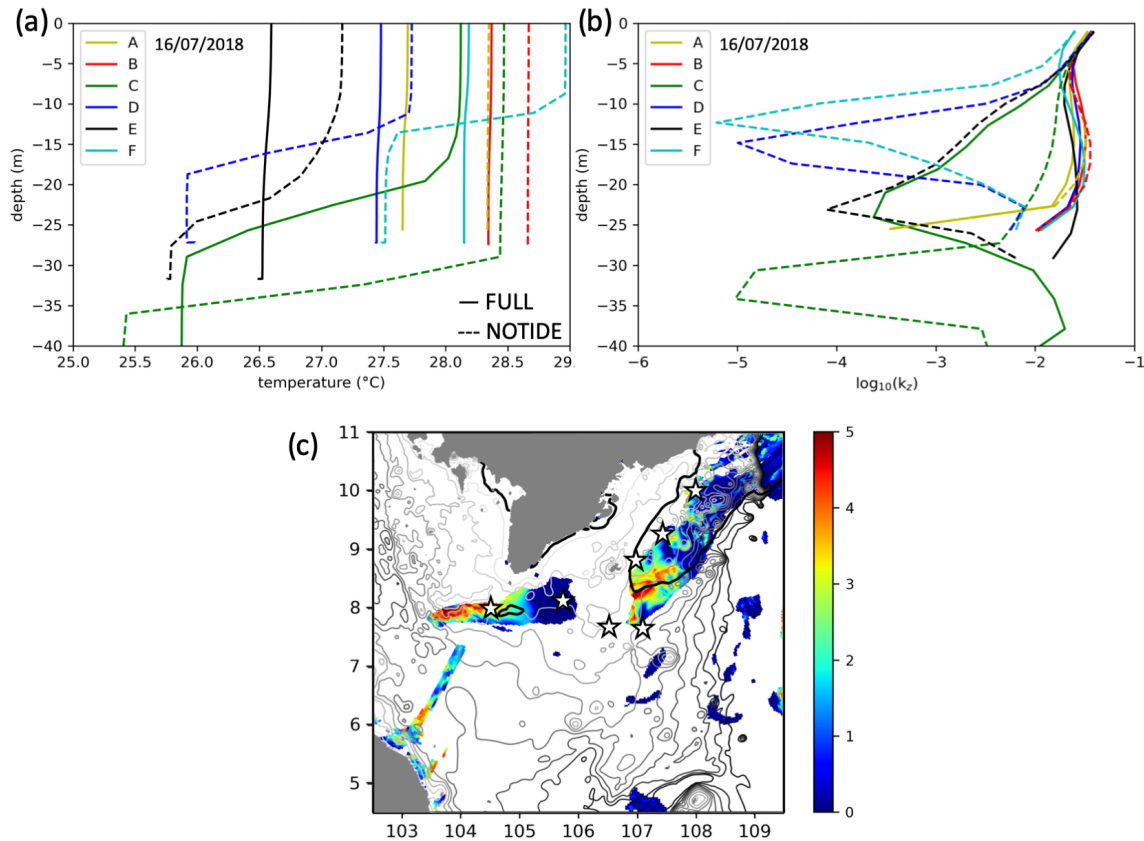 (a)
16/07/2018
A
B
C
D
E
F
FULL
NOTIDE
depth (m)
0
−5
−10
−15
−20
−25
−30
−35
−40
25.0 25.5 26.0 26.5 27.0 27.5 28.0 28.5 29.0
temperature (°C)
(b)
16/07/2018
A
B
C
D
E
F
depth (m)
0
−5
−10
−15
−20
−25
−30
−35
−40
−6 −5 −4 −3 −2 −1
log₁₀(kz)
(c)
11
10
9
8
7
6
5
103 104 105 106 107 108 109
5
4
3
2
1
0